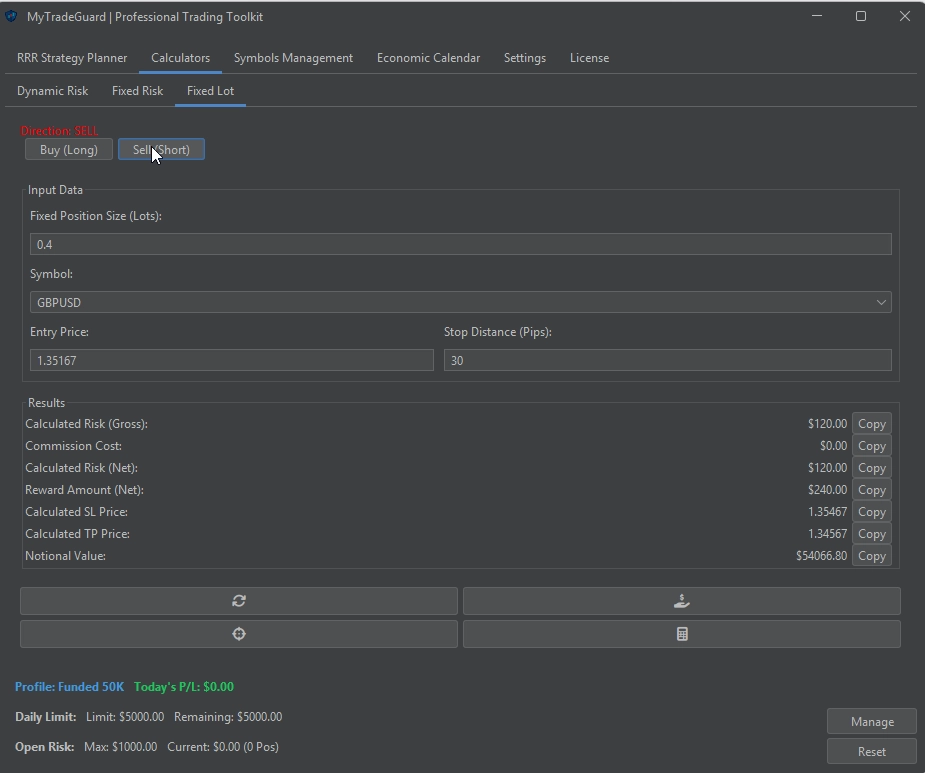 MyTradeGuard | Professional Trading Toolkit
RRR Strategy Planner Calculators Symbols Management Economic Calendar Settings License
Dynamic Risk Fixed Risk Fixed Lot
Direction: SELL
Buy (Long) Sell (Short)
Input Data
Fixed Position Size (Lots):
0.4
Symbol:
GBPUSD
Entry Price: Stop Distance (Pips):
1.35167 30
Results
Calculated Risk (Gross): $120.00 Copy
Commission Cost: $0.00 Copy
Calculated Risk (Net): $120.00 Copy
Reward Amount (Net): $240.00 Copy
Calculated SL Price: 1.35467 Copy
Calculated TP Price: 1.34567 Copy
Notional Value: $54066.80 Copy
Profile: Funded 50K Today's P/L: $0.00
Daily Limit: Limit: $5000.00 Remaining: $5000.00
Manage
Open Risk: Max: $1000.00 Current: $0.00 (0 Pos)
Reset